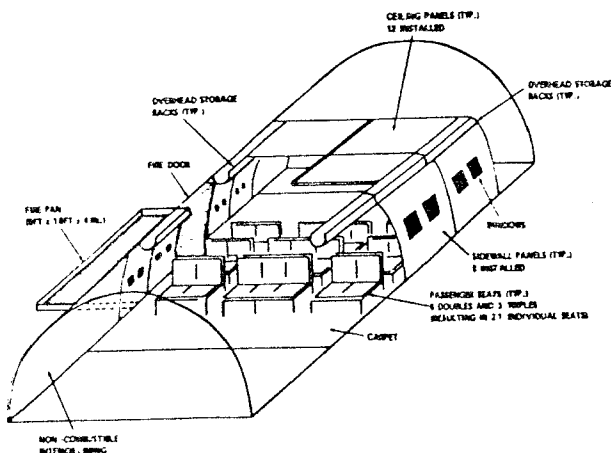 CEILING PANELS (TYP.)
12 INSTALLED
OVERHEAD STORAGE
RACKS (TYP.)
OVERHEAD STORAGE
RACKS (TYP.)
FIRE DOOR
FIRE PAN
(8FT x 10FT x 4 IN.)
WINDOWS
SIDEWALL PANELS (TYP.)
INSTALLED
PASSENGER SEATS (TYP.)
6 DOUBLES AND 3 TRIPLES
(RESULTING IN 21 INDIVIDUAL SEATS)
CARPET
NON-COMBUSTIBLE
INTERIOR LINING